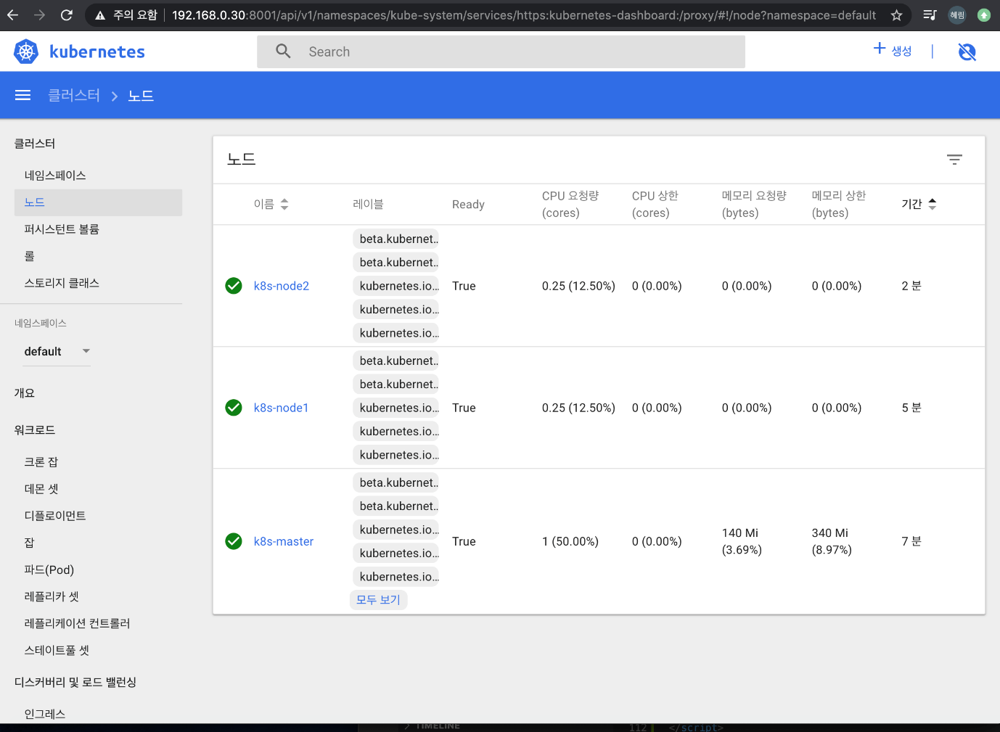 주의 요함
192.168.0.30:8001/api/v1/namespaces/kube-system/services/https:kubernetes-dashboard:/proxy/#!/node?namespace=default
혜림
kubernetes
Search
+ 생성
클러스터 > 노드
클러스터
네임스페이스
노드
퍼시스턴트 볼륨
롤
스토리지 클래스
네임스페이스
default
개요
워크로드
크론 잡
데몬 셋
디플로이먼트
잡
파드(Pod)
레플리카 셋
레플리케이션 컨트롤러
스테이트풀 셋
디스커버리 및 로드 밸런싱
인그레스
노드
이름
레이블
Ready
CPU 요청량
(cores)
CPU 상한
(cores)
메모리 요청량
(bytes)
메모리 상한
(bytes)
기간
k8s-node2
beta.kubernet..
beta.kubernet..
kubernetes.io...
kubernetes.io...
kubernetes.io...
True
0.25 (12.50%)
0 (0.00%)
0 (0.00%)
0 (0.00%)
2 분
k8s-node1
beta.kubernet..
beta.kubernet..
kubernetes.io...
kubernetes.io...
kubernetes.io...
True
0.25 (12.50%)
0 (0.00%)
0 (0.00%)
0 (0.00%)
5 분
k8s-master
beta.kubernet..
beta.kubernet..
kubernetes.io...
kubernetes.io...
kubernetes.io...
모두 보기
True
1 (50.00%)
0 (0.00%)
140 Mi
(3.69%)
340 Mi
(8.97%)
7 분
> TIMELINE
112 </script>